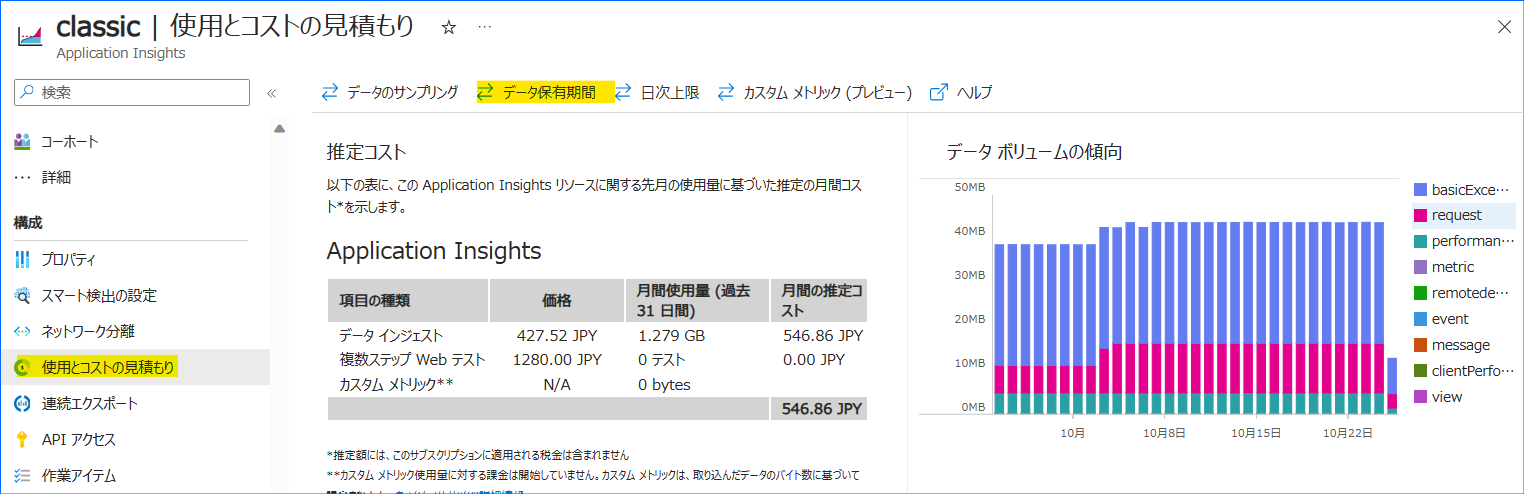 classic | 使用とコストの見積もり
Application Insights
検索
コーホート
詳細
構成
プロパティ
スマート検出の設定
ネットワーク分離
使用とコストの見積もり
連続エクスポート
API アクセス
作業アイテム
データのサンプリング データ保有期間 日次上限 カスタム メトリック (プレビュー) ヘルプ
推定コスト
以下の表に、この Application Insights リソースに関する先月の使用量に基づいた推定の月間コス
ト*を示します。
Application Insights
項目の種類 価格 月間使用量 (過去 31 日間) 月間の推定コスト
データ インジェスト 427.52 JPY 1.279 GB 546.86 JPY
複数ステップ Web テスト 1280.00 JPY 0 テスト 0.00 JPY
カスタム メトリック** N/A 0 bytes
546.86 JPY
*推定額には、このサブスクリプションに適用される税金は含まれません
**カスタム メトリック使用量に対する課金は開始していません。カスタム メトリックは、取り込んだデータのバイト数に基づいて
データ ボリュームの傾向
50MB
40MB
30MB
20MB
10MB
0MB
10月 10月8日 10月15日 10月22日
basicExce…
request
performan…
metric
remotede…
event
message
clientPerfo…
view